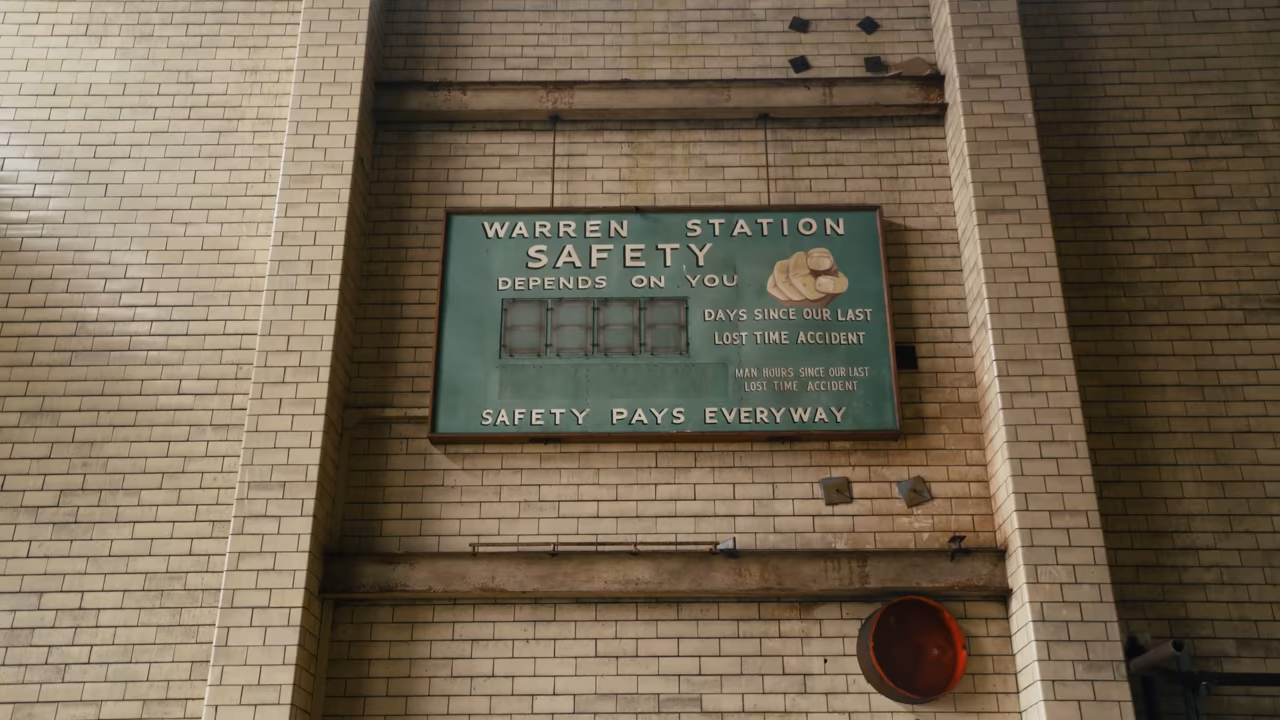 WARREN STATION
SAFETY
DEPENDS ON YOU
DAYS SINCE OUR LAST
LOST TIME ACCIDENT
MAN HOURS SINCE OUR LAST
LOST TIME ACCIDENT
SAFETY PAYS EVERYWAY